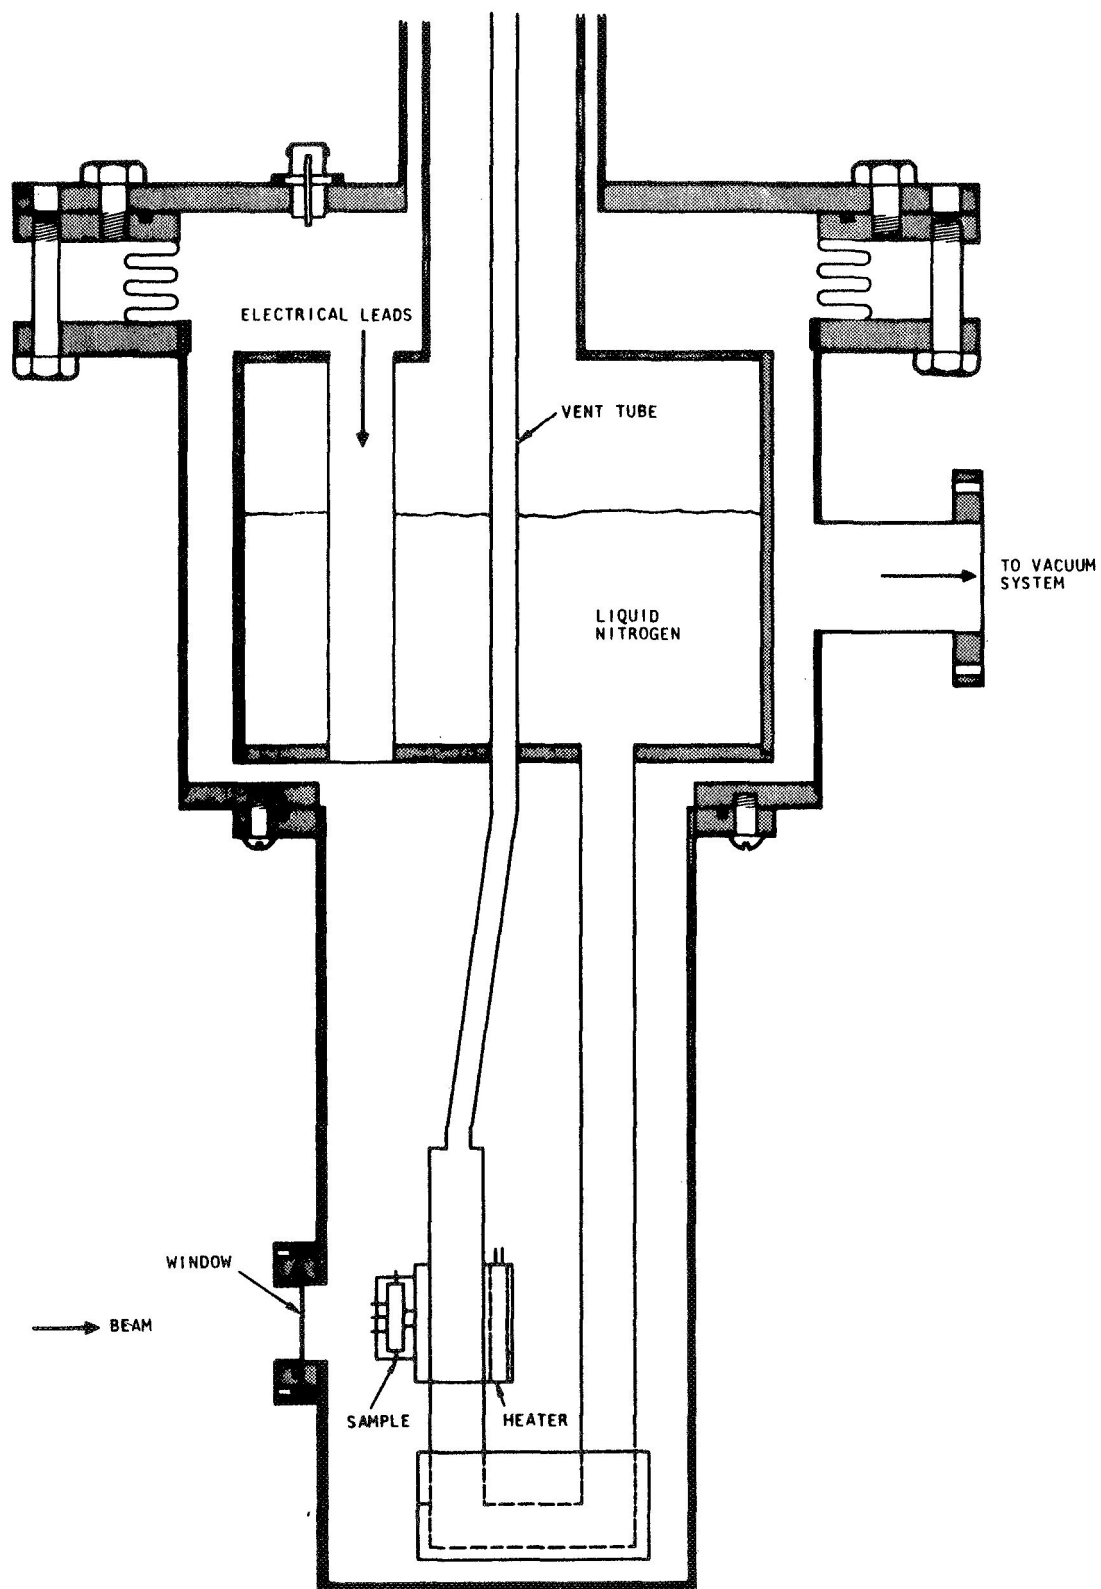 ELECTRICAL LEADS
VENT TUBE
TO VACUUM
SYSTEM
LIQUID
NITROGEN
WINDOW
BEAM
SAMPLE
HEATER